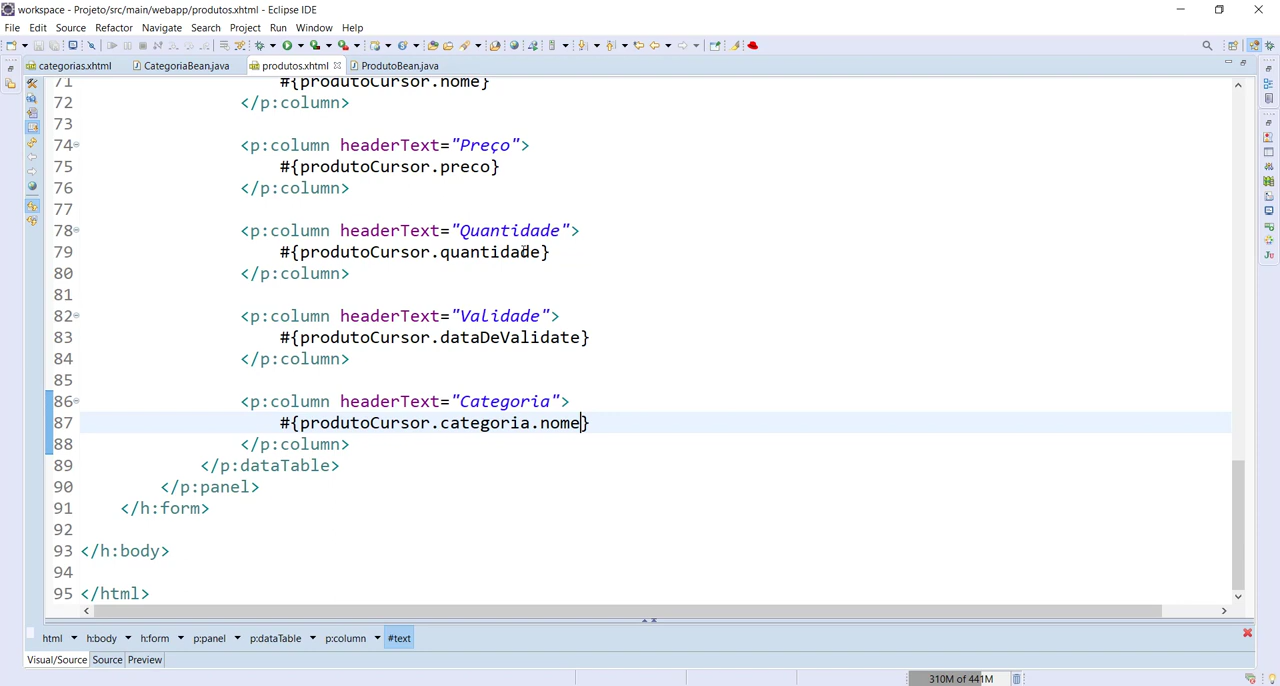 workspace - Projeto/src/main/webapp/produtos.xhtml - Eclipse IDE
File Edit Source Refactor Navigate Search Project Run Window Help
categorias.xhtml CategoriaBean.java produtos.xhtml ProdutoBean.java
71 #{produtoCursor.nome}
72 </p:column>
73
74 <p:column headerText="Preço">
75 #{produtoCursor.preco}
76 </p:column>
77
78 <p:column headerText="Quantidade">
79 #{produtoCursor.quantidade}
80 </p:column>
81
82 <p:column headerText="Validade">
83 #{produtoCursor.dataDeValidate}
84 </p:column>
85
86 <p:column headerText="Categoria">
87 #{produtoCursor.categoria.nome}
88 </p:column>
89 </p:dataTable>
90 </p:panel>
91 </h:form>
92
93 </h:body>
94
95 </html>
html h:body h:form p:panel p:dataTable p:column #text
Visual/Source Source Preview
310M of 441M
Ju